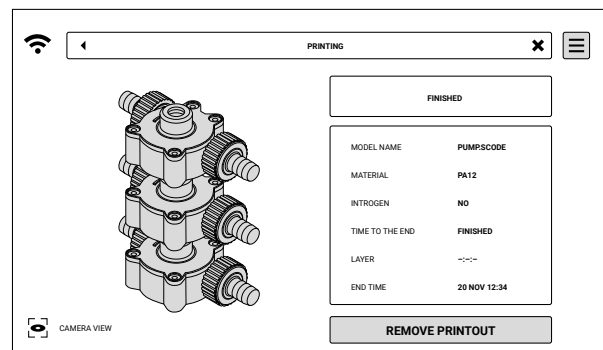 PRINTING
FINISHED
MODEL NAME PUMP.SCODE
MATERIAL PA12
INTROGEN NO
TIME TO THE END FINISHED
LAYER –:–:–
END TIME 20 NOV 12:34
CAMERA VIEW
REMOVE PRINTOUT